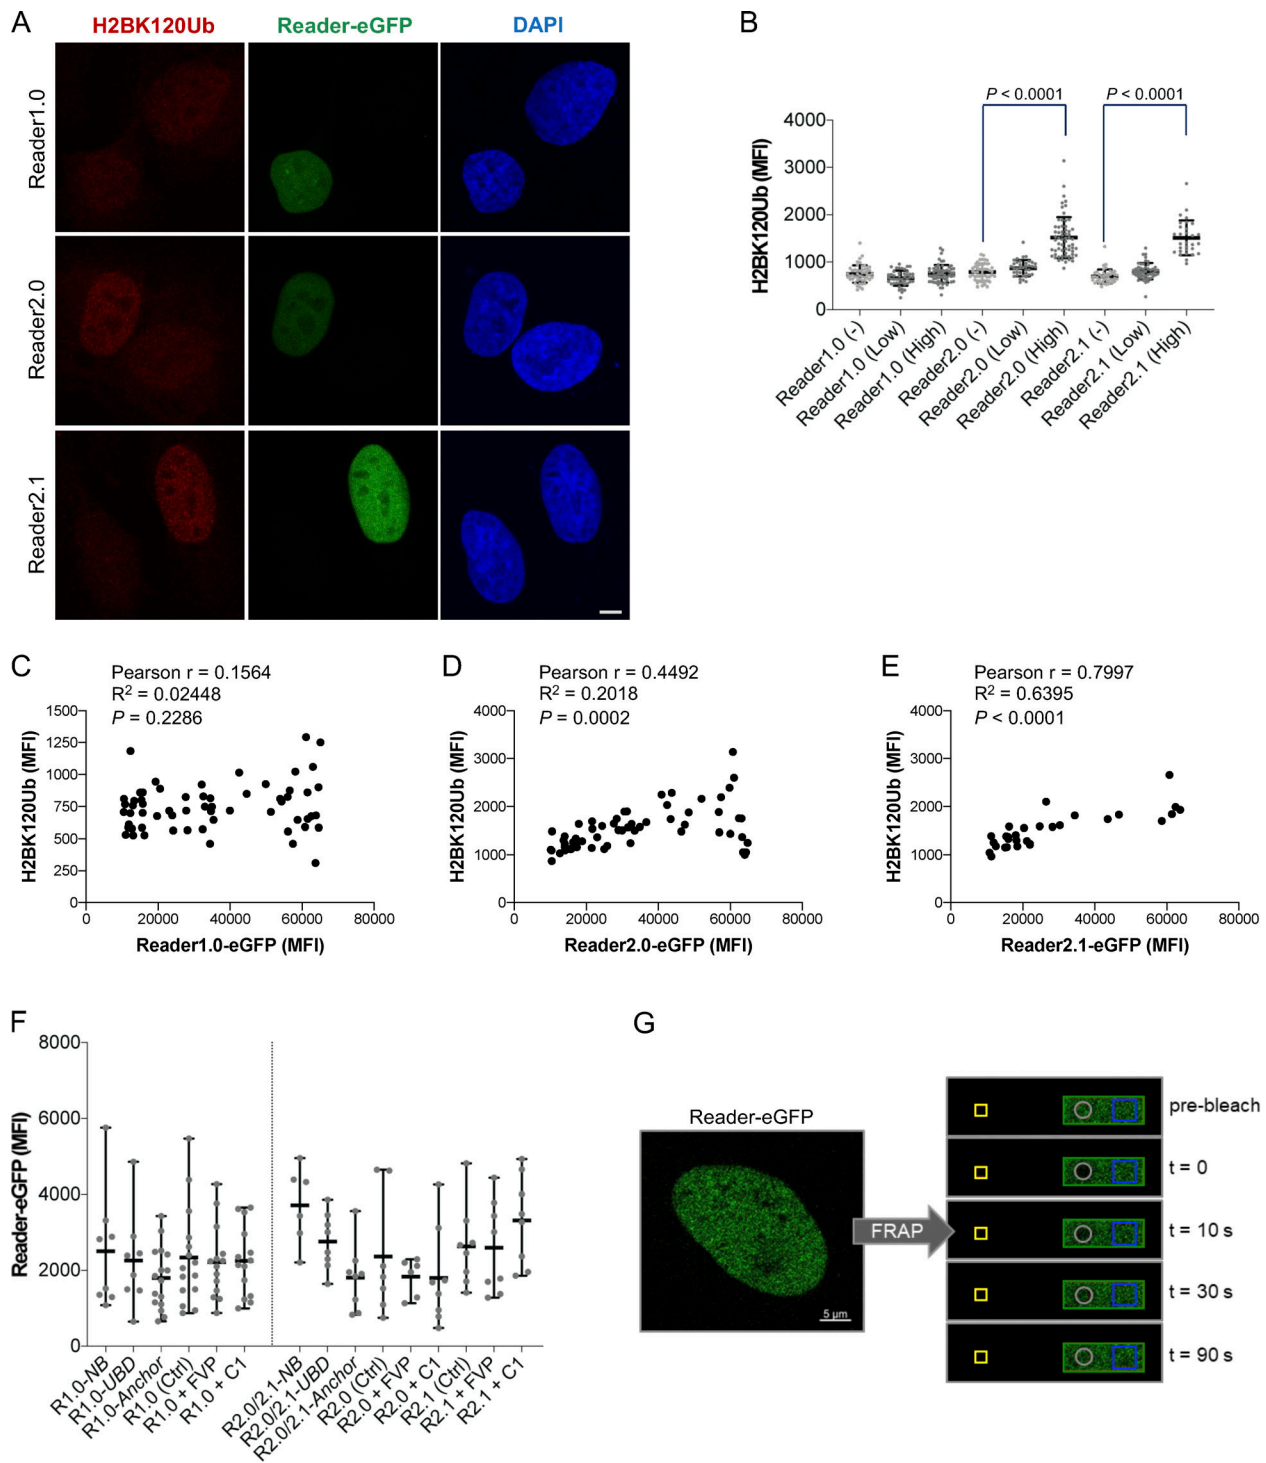 A
H2BK120Ub
Reader-eGFP
DAPI
Reader1.0
Reader2.0
Reader2.1
B
P < 0.0001
P < 0.0001
H2BK120Ub (MFI)
4000
3000
2000
1000
0
Reader1.0 (-)
Reader1.0 (Low)
Reader1.0 (High)
Reader2.0 (-)
Reader2.0 (Low)
Reader2.0 (High)
Reader2.1 (-)
Reader2.1 (Low)
Reader2.1 (High)
C
Pearson r = 0.1564
R² = 0.02448
P = 0.2286
H2BK120Ub (MFI)
1500
1250
1000
750
500
250
0
0 20000 40000 60000 80000
Reader1.0-eGFP (MFI)
D
Pearson r = 0.4492
R² = 0.2018
P = 0.0002
H2BK120Ub (MFI)
4000
3000
2000
1000
0
0 20000 40000 60000 80000
Reader2.0-eGFP (MFI)
E
Pearson r = 0.7997
R² = 0.6395
P < 0.0001
H2BK120Ub (MFI)
4000
3000
2000
1000
0
0 20000 40000 60000 80000
Reader2.1-eGFP (MFI)
F
Reader-eGFP (MFI)
8000
6000
4000
2000
0
R1.0-NB
R1.0-UBD
R1.0-Anchor
R1.0 (Ctrl)
R1.0 + FVP
R1.0 + C1
R2.0/2.1-NB
R2.0/2.1-UBD
R2.0/2.1-Anchor
R2.0 (Ctrl)
R2.0 + FVP
R2.0 + C1
R2.1 (Ctrl)
R2.1 + FVP
R2.1 + C1
G
Reader-eGFP
5 µm
FRAP
pre-bleach
t = 0
t = 10 s
t = 30 s
t = 90 s